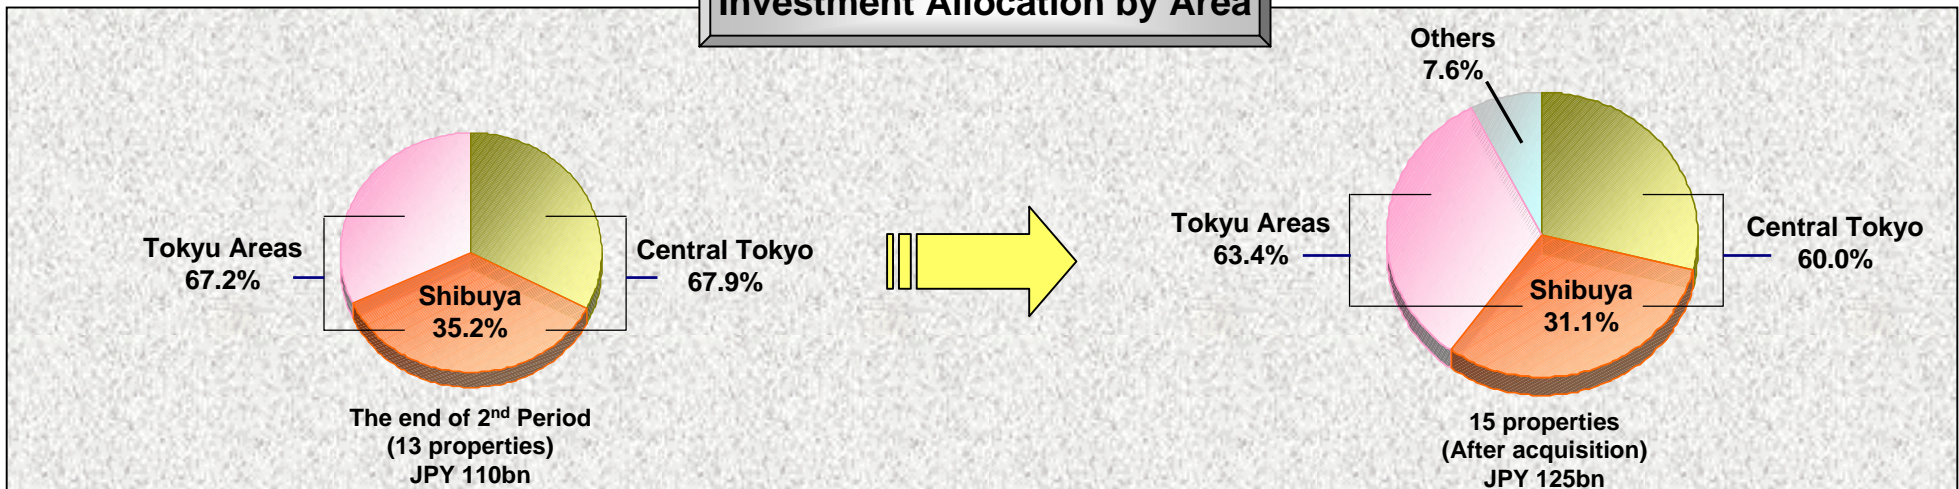 Investment Allocation by Area
Tokyu Areas
67.2%
Central Tokyo
67.9%
Shibuya
35.2%
The end of 2nd Period
(13 properties)
JPY 110bn
Others
7.6%
Tokyu Areas
63.4%
Central Tokyo
60.0%
Shibuya
31.1%
15 properties
(After acquisition)
JPY 125bn